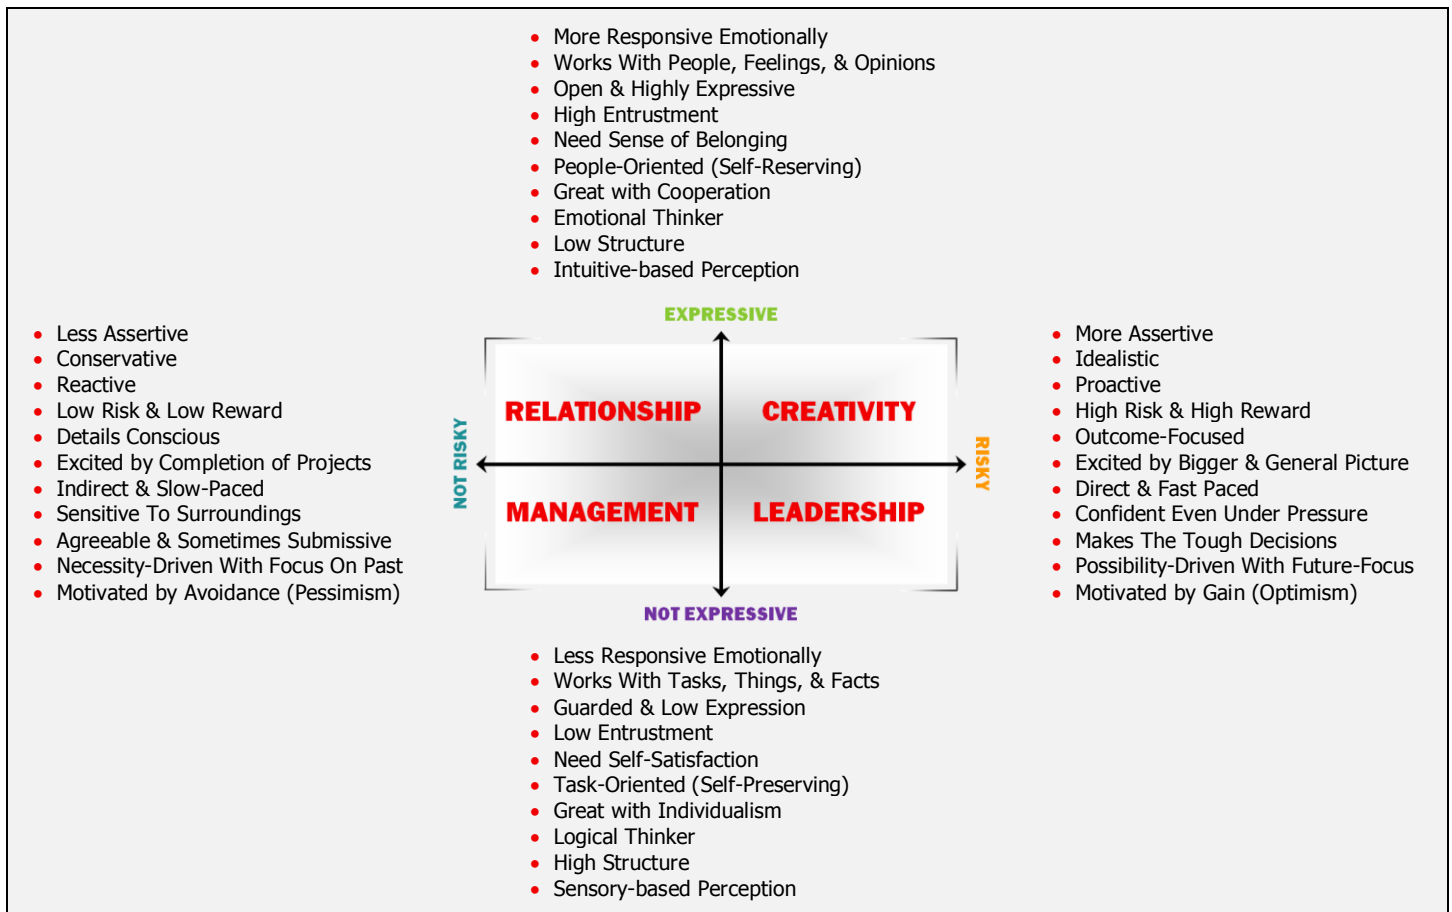 • More Responsive Emotionally
• Works With People, Feelings, & Opinions
• Open & Highly Expressive
• High Entrustment
• Need Sense of Belonging
• People-Oriented (Self-Reserving)
• Great with Cooperation
• Emotional Thinker
• Low Structure
• Intuitive-based Perception
• Less Assertive
• Conservative
• Reactive
• Low Risk & Low Reward
• Details Conscious
• Excited by Completion of Projects
• Indirect & Slow-Paced
• Sensitive To Surroundings
• Agreeable & Sometimes Submissive
• Necessity-Driven With Focus On Past
• Motivated by Avoidance (Pessimism)
EXPRESSIVE
NOT RISKY
RELATIONSHIP
CREATIVITY
MANAGEMENT
LEADERSHIP
RISKY
NOT EXPRESSIVE
• More Assertive
• Idealistic
• Proactive
• High Risk & High Reward
• Outcome-Focused
• Excited by Bigger & General Picture
• Direct & Fast Paced
• Confident Even Under Pressure
• Makes The Tough Decisions
• Possibility-Driven With Future-Focus
• Motivated by Gain (Optimism)
• Less Responsive Emotionally
• Works With Tasks, Things, & Facts
• Guarded & Low Expression
• Low Entrustment
• Need Self-Satisfaction
• Task-Oriented (Self-Preserving)
• Great with Individualism
• Logical Thinker
• High Structure
• Sensory-based Perception